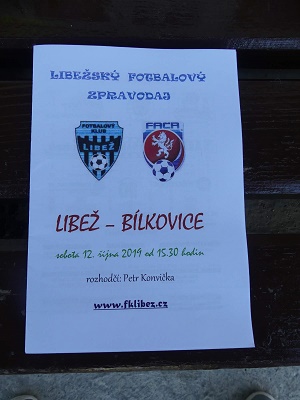 LIBEŽSKÝ FOTBALOVÝ
ZPRAVODAJ
FOTBALOVÝ
KLUB
LIBEŽ
FACR
LIBEŽ – BÍLKOVICE
sobota 12. října 2019 od 15.30 hodin
rozhodčí: Petr Konvička
www.fklibez.cz